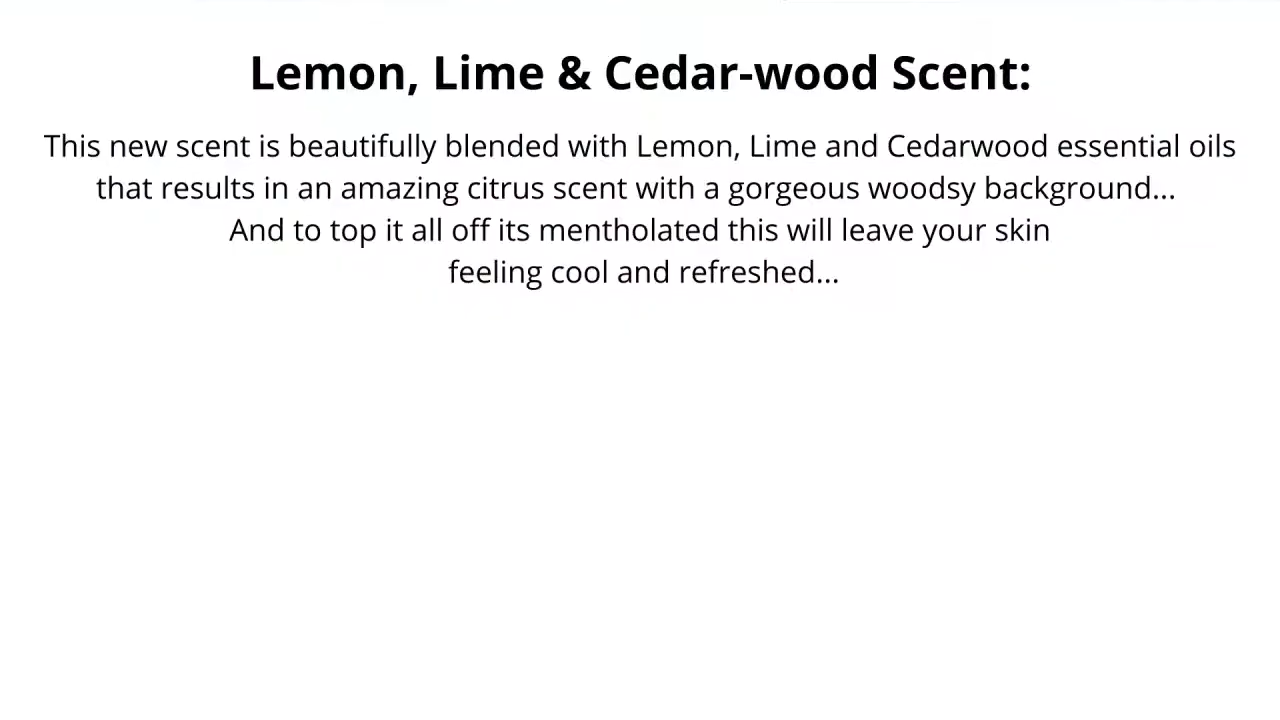 Lemon, Lime & Cedar-wood Scent:
This new scent is beautifully blended with Lemon, Lime and Cedarwood essential oils
that results in an amazing citrus scent with a gorgeous woodsy background...
And to top it all off its mentholated this will leave your skin
feeling cool and refreshed...